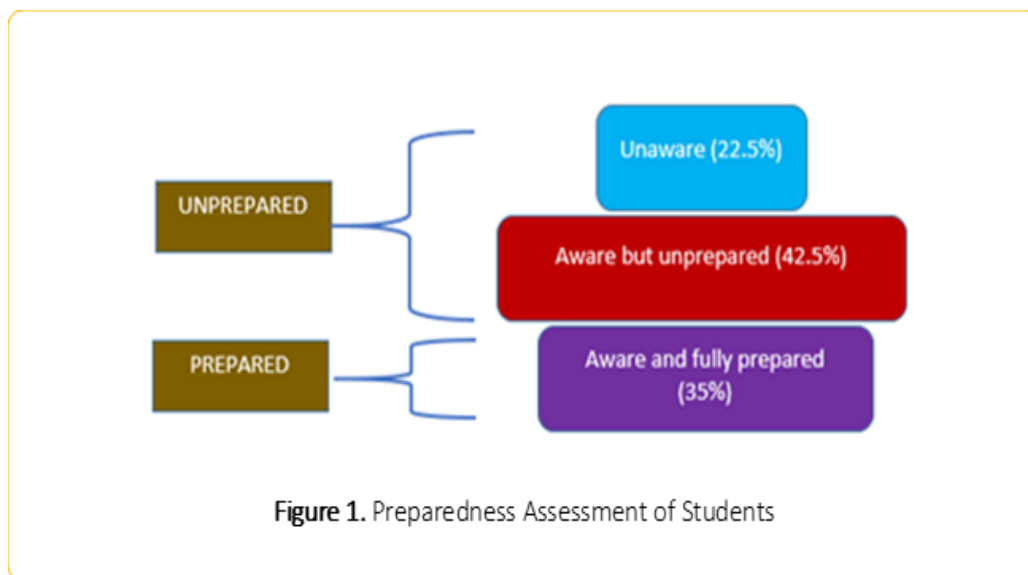 Unaware (22.5%)
UNPREPARED
Aware but unprepared (42.5%)
PREPARED
Aware and fully prepared
(35%)
Figure 1. Preparedness Assessment of Students